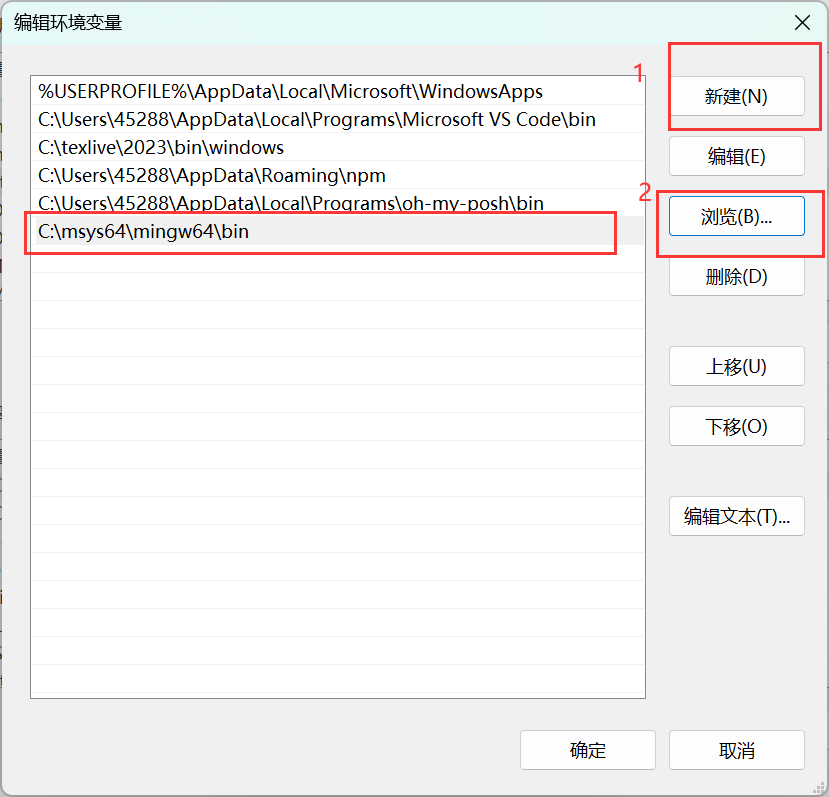 编辑环境变量
1
新建(N)
%USERPROFILE%\AppData\Local\Microsoft\WindowsApps
C:\Users\45288\AppData\Local\Programs\Microsoft VS Code\bin
C:\texlive\2023\bin\windows
编辑(E)
C:\Users\45288\AppData\Roaming\npm
2
C:\Users\45288\AppData\Local\Programs\oh-my-posh\bin
浏览(B)...
C:\msys64\mingw64\bin
删除(D)
上移(U)
下移(O)
编辑文本(T)...
确定
取消